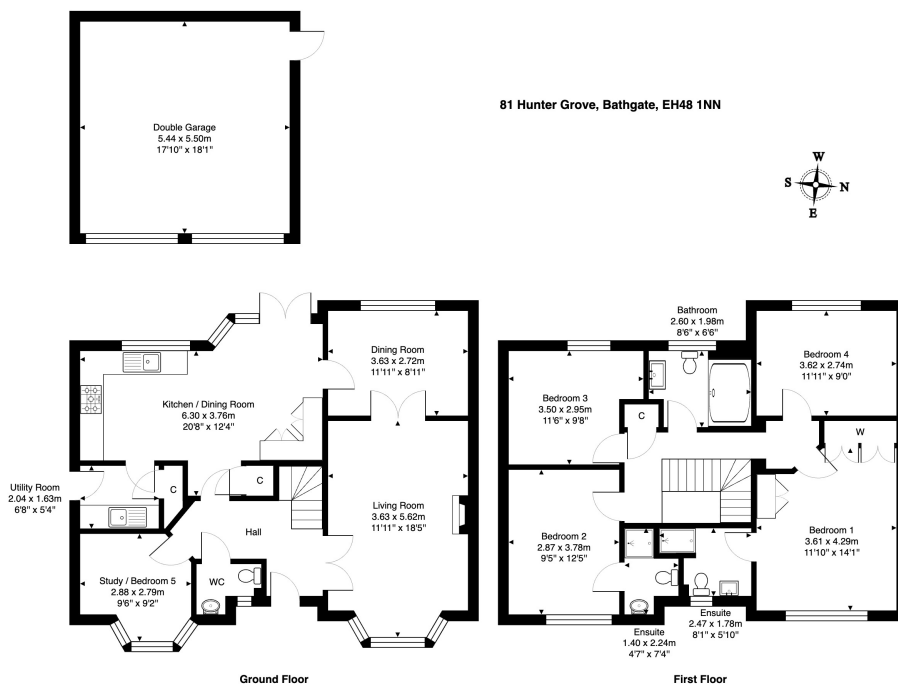 81 Hunter Grove, Bathgate, EH48 1NN
Double Garage
5.44 x 5.50m
17'10" x 18'1"
W
S
N
E
Dining Room
3.63 x 2.72m
11'11" x 8'11"
Kitchen / Dining Room
6.30 x 3.76m
20'8" x 12'4"
Utility Room
2.04 x 1.63m
6'8" x 5'4"
C
C
Hall
Living Room
3.63 x 5.62m
11'11" x 18'5"
Study / Bedroom 5
2.88 x 2.79m
9'6" x 9'2"
WC
Ground Floor
Bathroom
2.60 x 1.98m
8'6" x 6'6"
Bedroom 4
3.62 x 2.74m
11'11" x 9'0"
Bedroom 3
3.50 x 2.95m
11'6" x 9'8"
C
W
Bedroom 2
2.87 x 3.78m
9'5" x 12'5"
Bedroom 1
3.61 x 4.29m
11'10" x 14'1"
Ensuite
2.47 x 1.78m
8'1" x 5'10"
Ensuite
1.40 x 2.24m
4'7" x 7'4"
First Floor